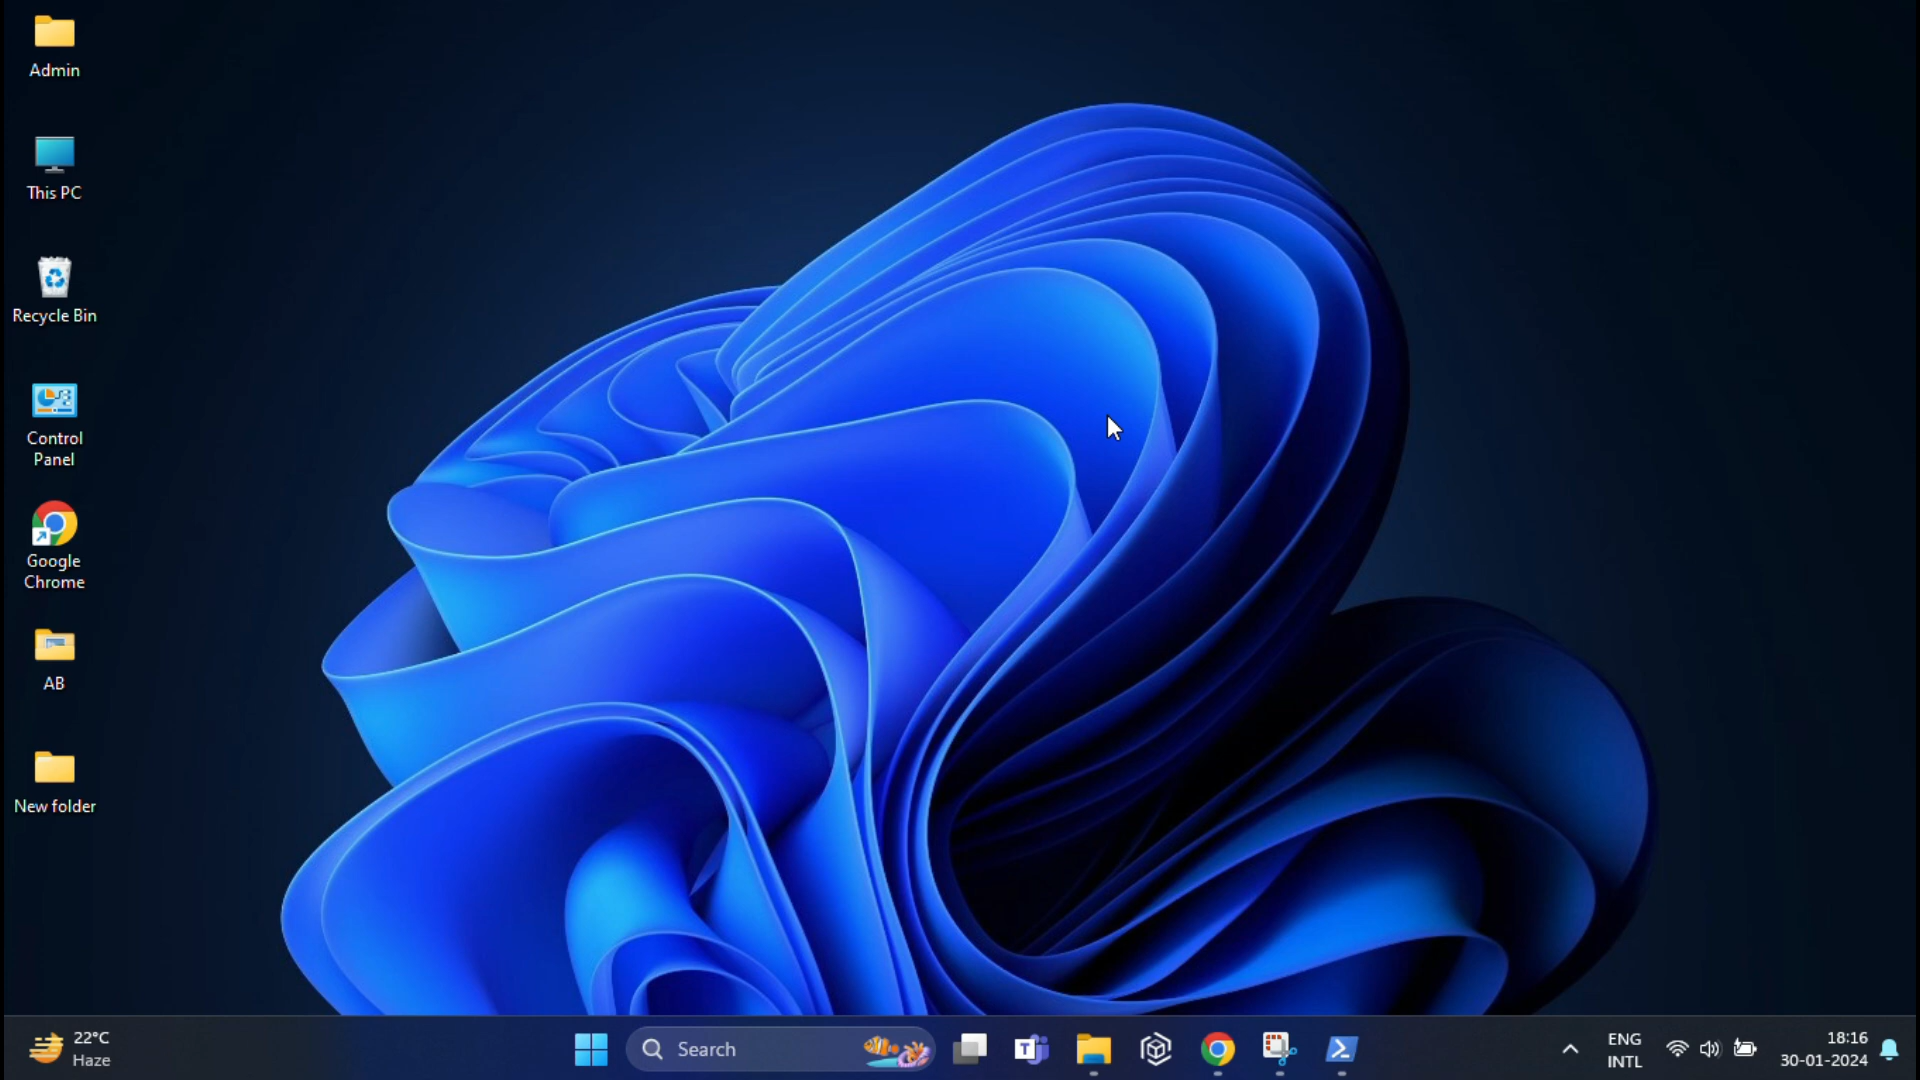 Admin
This PC
Recycle Bin
Control
Panel
Google
Chrome
AB
New folder
22°C
Haze
Search
T
ENG
INTL
18:16
30-01-2024